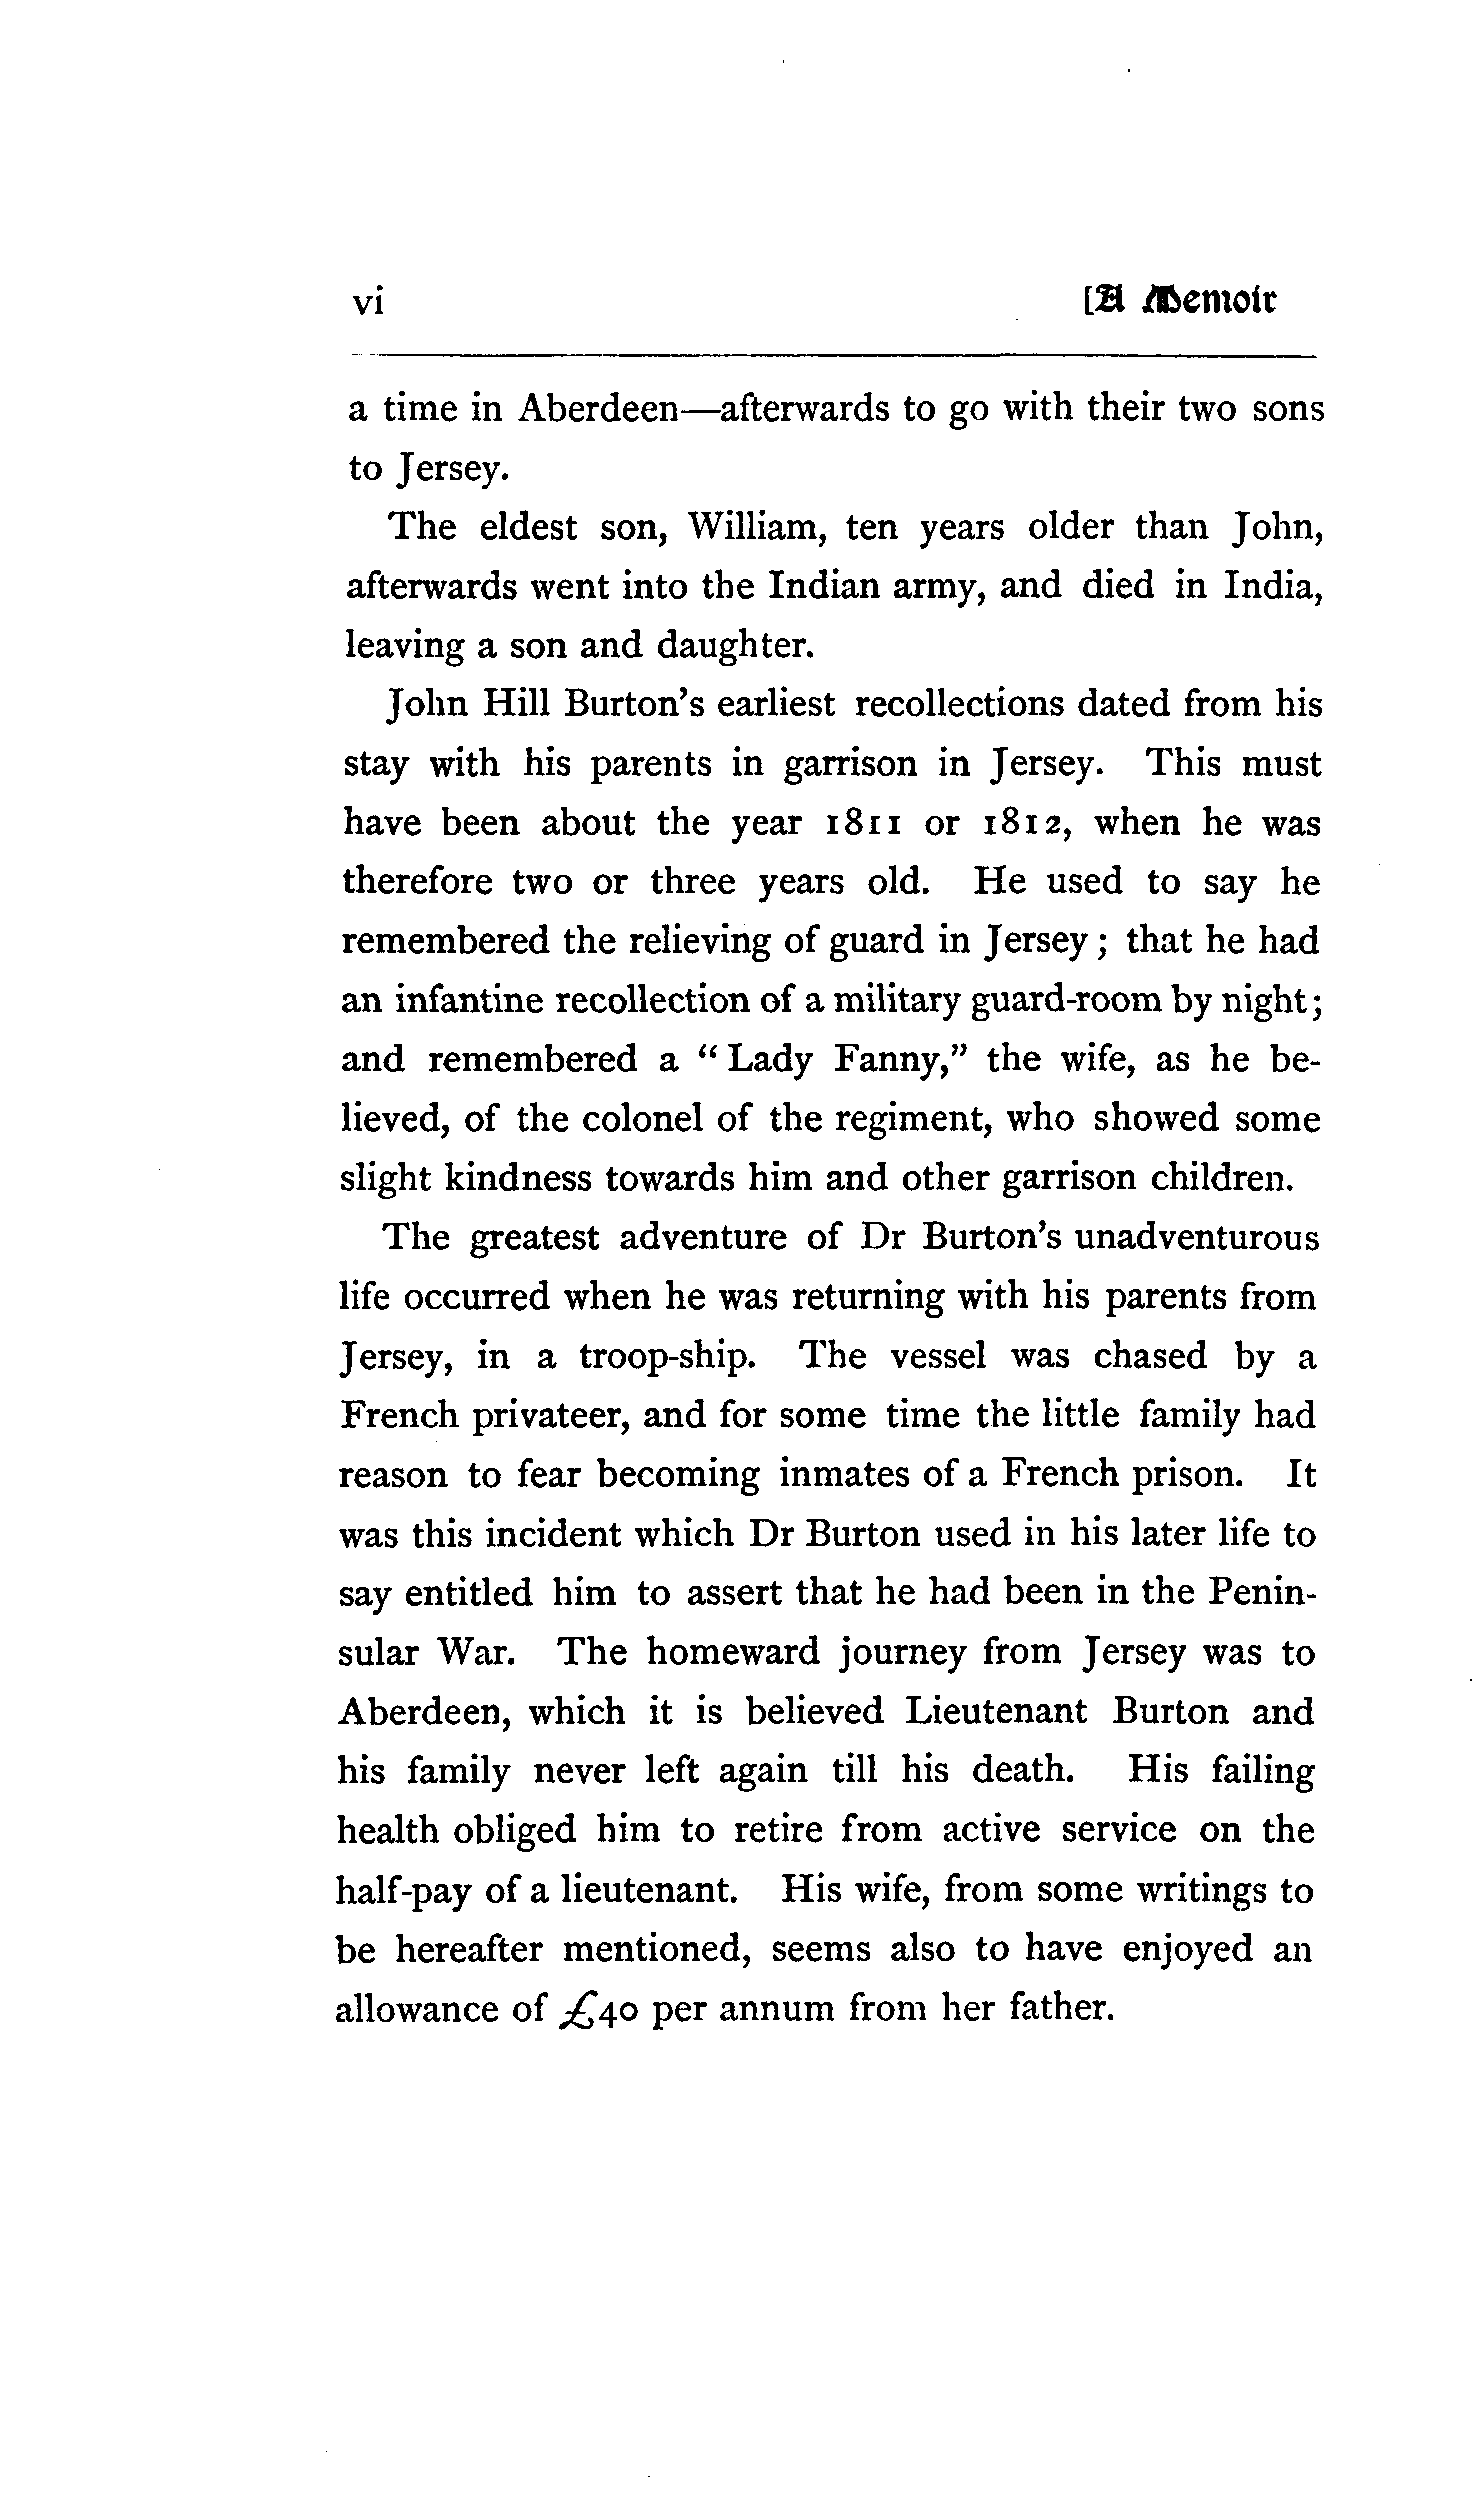 vi [A Memoir
a time in Aberdeen—afterwards to go with their two sons
to Jersey.
The eldest son, William, ten years older than John,
afterwards went into the Indian army, and died in India,
leaving a son and daughter.
John Hill Burton's earliest recollections dated from his
stay with his parents in garrison in Jersey. This must
have been about the year 1811 or 1812, when he was
therefore two or three years old. He used to say he
remembered the relieving of guard in Jersey; that he had
an infantine recollection of a military guard-room by night;
and remembered a "Lady Fanny," the wife, as he be-
lieved, of the colonel of the regiment, who showed some
slight kindness towards him and other garrison children.
The greatest adventure of Dr Burton's unadventurous
life occurred when he was returning with his parents from
Jersey, in a troop-ship. The vessel was chased by a
French privateer, and for some time the little family had
reason to fear becoming inmates of a French prison. It
was this incident which Dr Burton used in his later life to
say entitled him to assert that he had been in the Penin-
sular War. The homeward journey from Jersey was to
Aberdeen, which it is believed Lieutenant Burton and
his family never left again till his death. His failing
health obliged him to retire from active service on the
half-pay of a lieutenant. His wife, from some writings to
be hereafter mentioned, seems also to have enjoyed an
allowance of £40 per annum from her father.